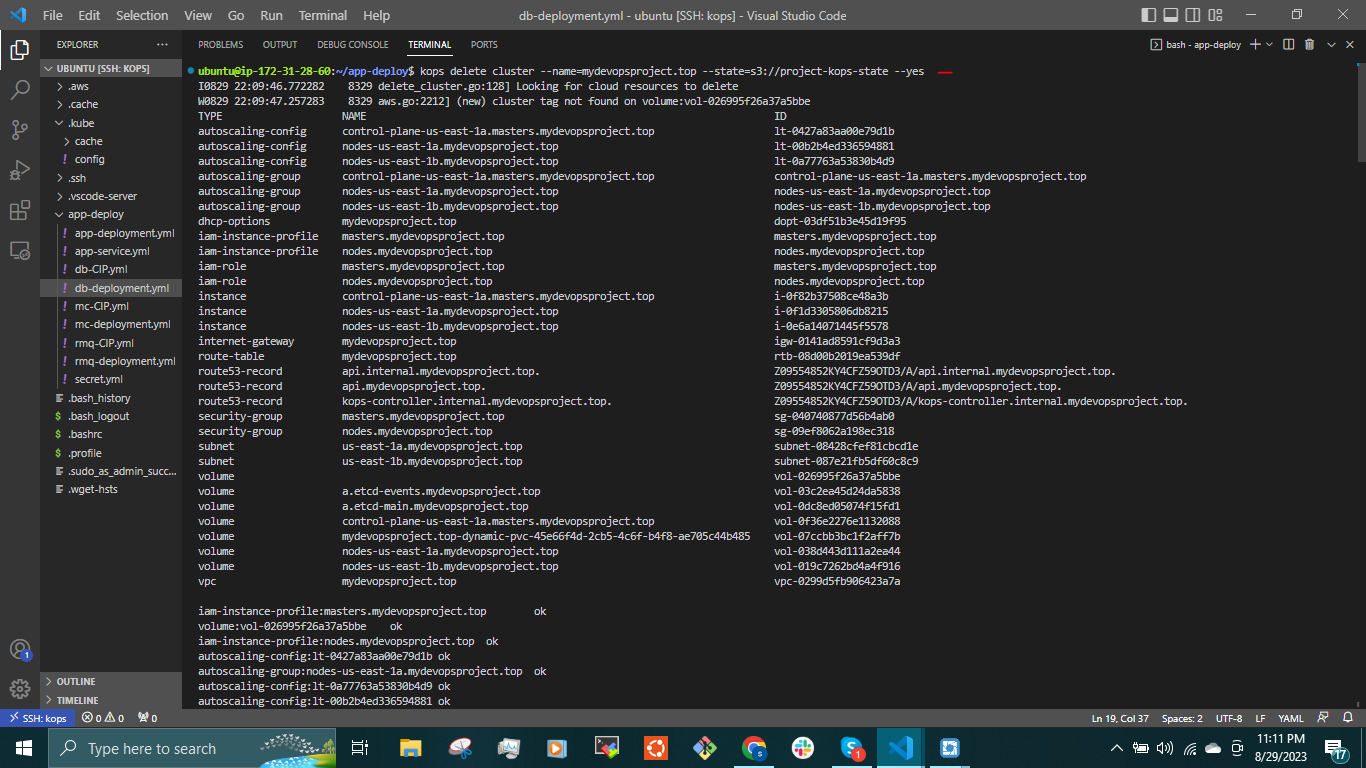 File Edit Selection View Go Run Terminal Help db-deployment.yml - ubuntu [SSH: kops] - Visual Studio Code
EXPLORER ... PROBLEMS OUTPUT DEBUG CONSOLE TERMINAL PORTS bash - app-deploy
UBUNTU [SSH: KOPS]
.aws
.cache
.kube
cache
config
.ssh
.vscode-server
app-deploy
app-deployment.yml
app-service.yml
db-CIP.yml
db-deployment.yml
mc-CIP.yml
mc-deployment.yml
rmq-CIP.yml
rmq-deployment.yml
secret.yml
.bash_history
.bash_logout
.bashrc
.profile
.sudo_as_admin_succ...
.wget-hsts
OUTLINE
TIMELINE
ubuntu@ip-172-31-28-60:~/app-deploy$ kops delete cluster --name=mydevopsproject.top --state=s3://project-kops-state --yes
I0829 22:09:46.772282 8329 delete_cluster.go:128] Looking for cloud resources to delete
W0829 22:09:47.257283 8329 aws.go:2212] (new) cluster tag not found on volume:vol-026995f26a37a5bbe
TYPE NAME ID
autoscaling-config control-plane-us-east-1a.masters.mydevopsproject.top lt-0427a83aa00e79d1b
autoscaling-config nodes-us-east-1a.mydevopsproject.top lt-00b2b4ed336594881
autoscaling-config nodes-us-east-1b.mydevopsproject.top lt-0a77763a53830b4d9
autoscaling-group control-plane-us-east-1a.masters.mydevopsproject.top control-plane-us-east-1a.masters.mydevopsproject.top
autoscaling-group nodes-us-east-1a.mydevopsproject.top nodes-us-east-1a.mydevopsproject.top
autoscaling-group nodes-us-east-1b.mydevopsproject.top nodes-us-east-1b.mydevopsproject.top
dhcp-options mydevopsproject.top dopt-03df51b3e45d19f95
iam-instance-profile masters.mydevopsproject.top masters.mydevopsproject.top
iam-instance-profile nodes.mydevopsproject.top nodes.mydevopsproject.top
iam-role masters.mydevopsproject.top masters.mydevopsproject.top
iam-role nodes.mydevopsproject.top nodes.mydevopsproject.top
instance control-plane-us-east-1a.masters.mydevopsproject.top i-0f82b37508ce48a3b
instance nodes-us-east-1a.mydevopsproject.top i-0f1d3305806db8215
instance nodes-us-east-1b.mydevopsproject.top i-0e6a14071445f5578
internet-gateway mydevopsproject.top igw-0141ad8591cf9d3a3
route-table mydevopsproject.top rtb-08d00b2019ea539df
route53-record api.internal.mydevopsproject.top. Z09554852KY4CFZ59OTD3/A/api.internal.mydevopsproject.top.
route53-record api.mydevopsproject.top. Z09554852KY4CFZ59OTD3/A/api.mydevopsproject.top.
route53-record kops-controller.internal.mydevopsproject.top. Z09554852KY4CFZ59OTD3/A/kops-controller.internal.mydevopsproject.top.
security-group masters.mydevopsproject.top sg-040740877d56b4ab0
security-group nodes.mydevopsproject.top sg-09ef8062a198ec318
subnet us-east-1a.mydevopsproject.top subnet-08428cfef81cbcd1e
subnet us-east-1b.mydevopsproject.top subnet-087e21fb5df60c8c9
volume vol-026995f26a37a5bbe
volume a.etcd-events.mydevopsproject.top vol-03c2ea45d24da5838
volume a.etcd-main.mydevopsproject.top vol-0dc8ed05074f15fd1
volume control-plane-us-east-1a.masters.mydevopsproject.top vol-0f36e2276e1132088
volume mydevopsproject.top-dynamic-pvc-45e66f4d-2cb5-4c6f-b4f8-ae705c44b485 vol-07ccbb3bc1f2aff7b
volume nodes-us-east-1a.mydevopsproject.top vol-038d443d111a2ea44
volume nodes-us-east-1b.mydevopsproject.top vol-019c7262bd4a4f916
vpc mydevopsproject.top vpc-0299d5fb906423a7a
iam-instance-profile:masters.mydevopsproject.top ok
volume:vol-026995f26a37a5bbe ok
iam-instance-profile:nodes.mydevopsproject.top ok
autoscaling-config:lt-0427a83aa00e79d1b ok
autoscaling-group:nodes-us-east-1a.mydevopsproject.top ok
autoscaling-config:lt-0a77763a53830b4d9 ok
autoscaling-config:lt-00b2b4ed336594881 ok
1
SSH: kops 0 0 0 Ln 19, Col 37 Spaces: 2 UTF-8 LF YAML
Type here to search
1
11:11 PM
8/29/2023
17